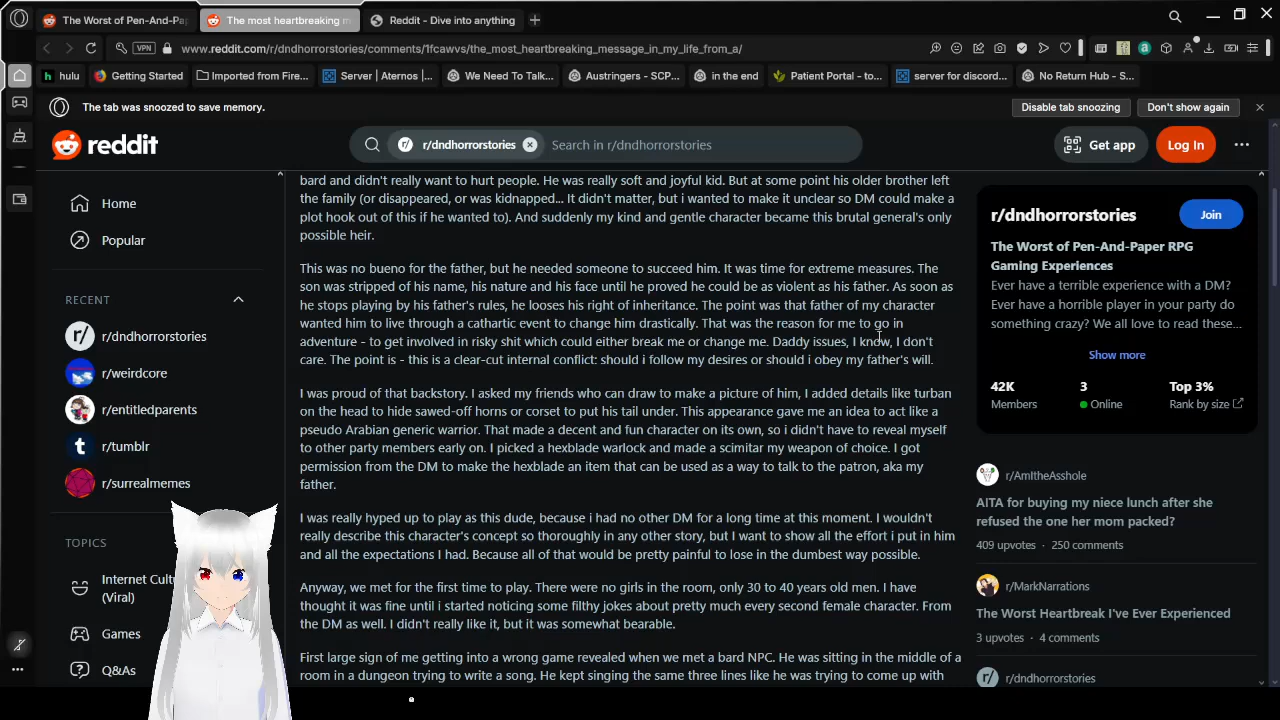 The Worst of Pen-And-Pa
The most heartbreaking m
Reddit - Dive into anything
VPN
www.reddit.com/r/dndhorrorstories/comments/1fcawvs/the_most_heartbreaking_message_in_my_life_from_a/
hulu
Getting Started
Imported from Fire...
Server | Aternos |...
We Need To Talk...
Austringers - SCP...
in the end
Patient Portal - to...
server for discord...
No Return Hub - S...
The tab was snoozed to save memory.
Disable tab snoozing
Don't show again
reddit
r/dndhorrorstories
Search in r/dndhorrorstories
Get app
Log In
Home
Popular
RECENT
r/dndhorrorstories
r/weirdcore
r/entitledparents
r/tumblr
r/surrealmemes
TOPICS
Internet Cu
(Viral)
Games
Q&As
bard and didn't really want to hurt people. He was really soft and joyful kid. But at some point his older brother left
the family (or disappeared, or was kidnapped... It didn't matter, but i wanted to make it unclear so DM could make a
plot hook out of this if he wanted to). And suddenly my kind and gentle character became this brutal general's only
possible heir.
This was no bueno for the father, but he needed someone to succeed him. It was time for extreme measures. The
son was stripped of his name, his nature and his face until he proved he could be as violent as his father. As soon as
he stops playing by his father's rules, he looses his right of inheritance. The point was that father of my character
wanted him to live through a cathartic event to change him drastically. That was the reason for me to go in
adventure - to get involved in risky shit which could either break me or change me. Daddy issues, I know, I don't
care. The point is - this is a clear-cut internal conflict: should i follow my desires or should i obey my father's will.
I was proud of that backstory. I asked my friends who can draw to make a picture of him, I added details like turban
on the head to hide sawed-off horns or corset to put his tail under. This appearance gave me an idea to act like a
pseudo Arabian generic warrior. That made a decent and fun character on its own, so i didn't have to reveal myself
to other party members early on. I picked a hexblade warlock and made a scimitar my weapon of choice. I got
permission from the DM to make the hexblade an item that can be used as a way to talk to the patron, aka my
father.
I was really hyped up to play as this dude, because i had no other DM for a long time at this moment. I wouldn't
really describe this character's concept so thoroughly in any other story, but I want to show all the effort i put in him
and all the expectations I had. Because all of that would be pretty painful to lose in the dumbest way possible.
Anyway, we met for the first time to play. There were no girls in the room, only 30 to 40 years old men. I have
thought it was fine until i started noticing some filthy jokes about pretty much every second female character. From
the DM as well. I didn't really like it, but it was somewhat bearable.
First large sign of me getting into a wrong game revealed when we met a bard NPC. He was sitting in the middle of a
room in a dungeon trying to write a song. He kept singing the same three lines like he was trying to come up with
r/dndhorrorstories
Join
The Worst of Pen-And-Paper RPG
Gaming Experiences
Ever have a terrible experience with a DM?
Ever have a horrible player in your party do
something crazy? We all love to read these...
Show more
42K
Members
3
Online
Top 3%
Rank by size
r/AmItheAsshole
AITA for buying my niece lunch after she
refused the one her mom packed?
409 upvotes · 250 comments
r/MarkNarrations
The Worst Heartbreak I've Ever Experienced
3 upvotes · 4 comments
r/dndhorrorstories